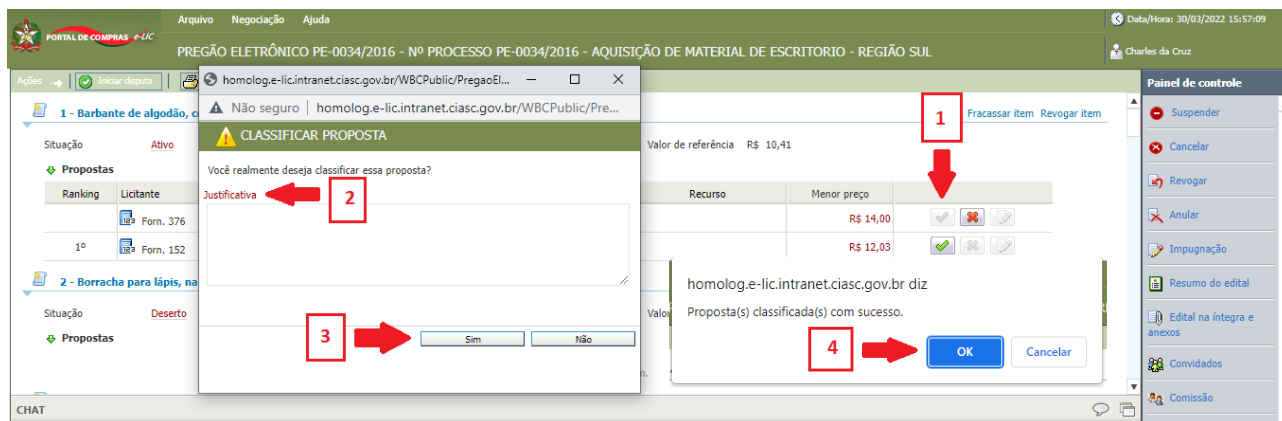 Arquivo Negociação Ajuda
Data/Hora: 30/03/2022 15:57:09
PORTAL DE COMPRAS e-LIC
PREGÃO ELETRÔNICO PE-0034/2016 - Nº PROCESSO PE-0034/2016 - AQUISIÇÃO DE MATERIAL DE ESCRITORIO - REGIÃO SUL
Charles da Cruz
Ações Iniciar disputa
homolog.e-lic.intranet.ciasc.gov.br/WBCPublic/PregaoEl...
Não seguro | homolog.e-lic.intranet.ciasc.gov.br/WBCPublic/Pre...
CLASSIFICAR PROPOSTA
Você realmente deseja classificar essa proposta?
Justificativa
2
3
Sim Não
1 - Barbante de algodão, c
1
Fracassar item Revogar item
Situação Ativo Valor de referência R$ 10,41
Propostas
Ranking Licitante Recurso Menor preço
Forn. 376 R$ 14,00
1º Forn. 152 R$ 12,03
2 - Borracha para lápis, na
Situação Deserto Valo
Propostas
homolog.e-lic.intranet.ciasc.gov.br diz
Proposta(s) classificada(s) com sucesso.
4
OK Cancelar
Painel de controle
Suspender
Cancelar
Revogar
Anular
Impugnação
Resumo do edital
Edital na íntegra e
anexos
Convidados
Comissão
CHAT